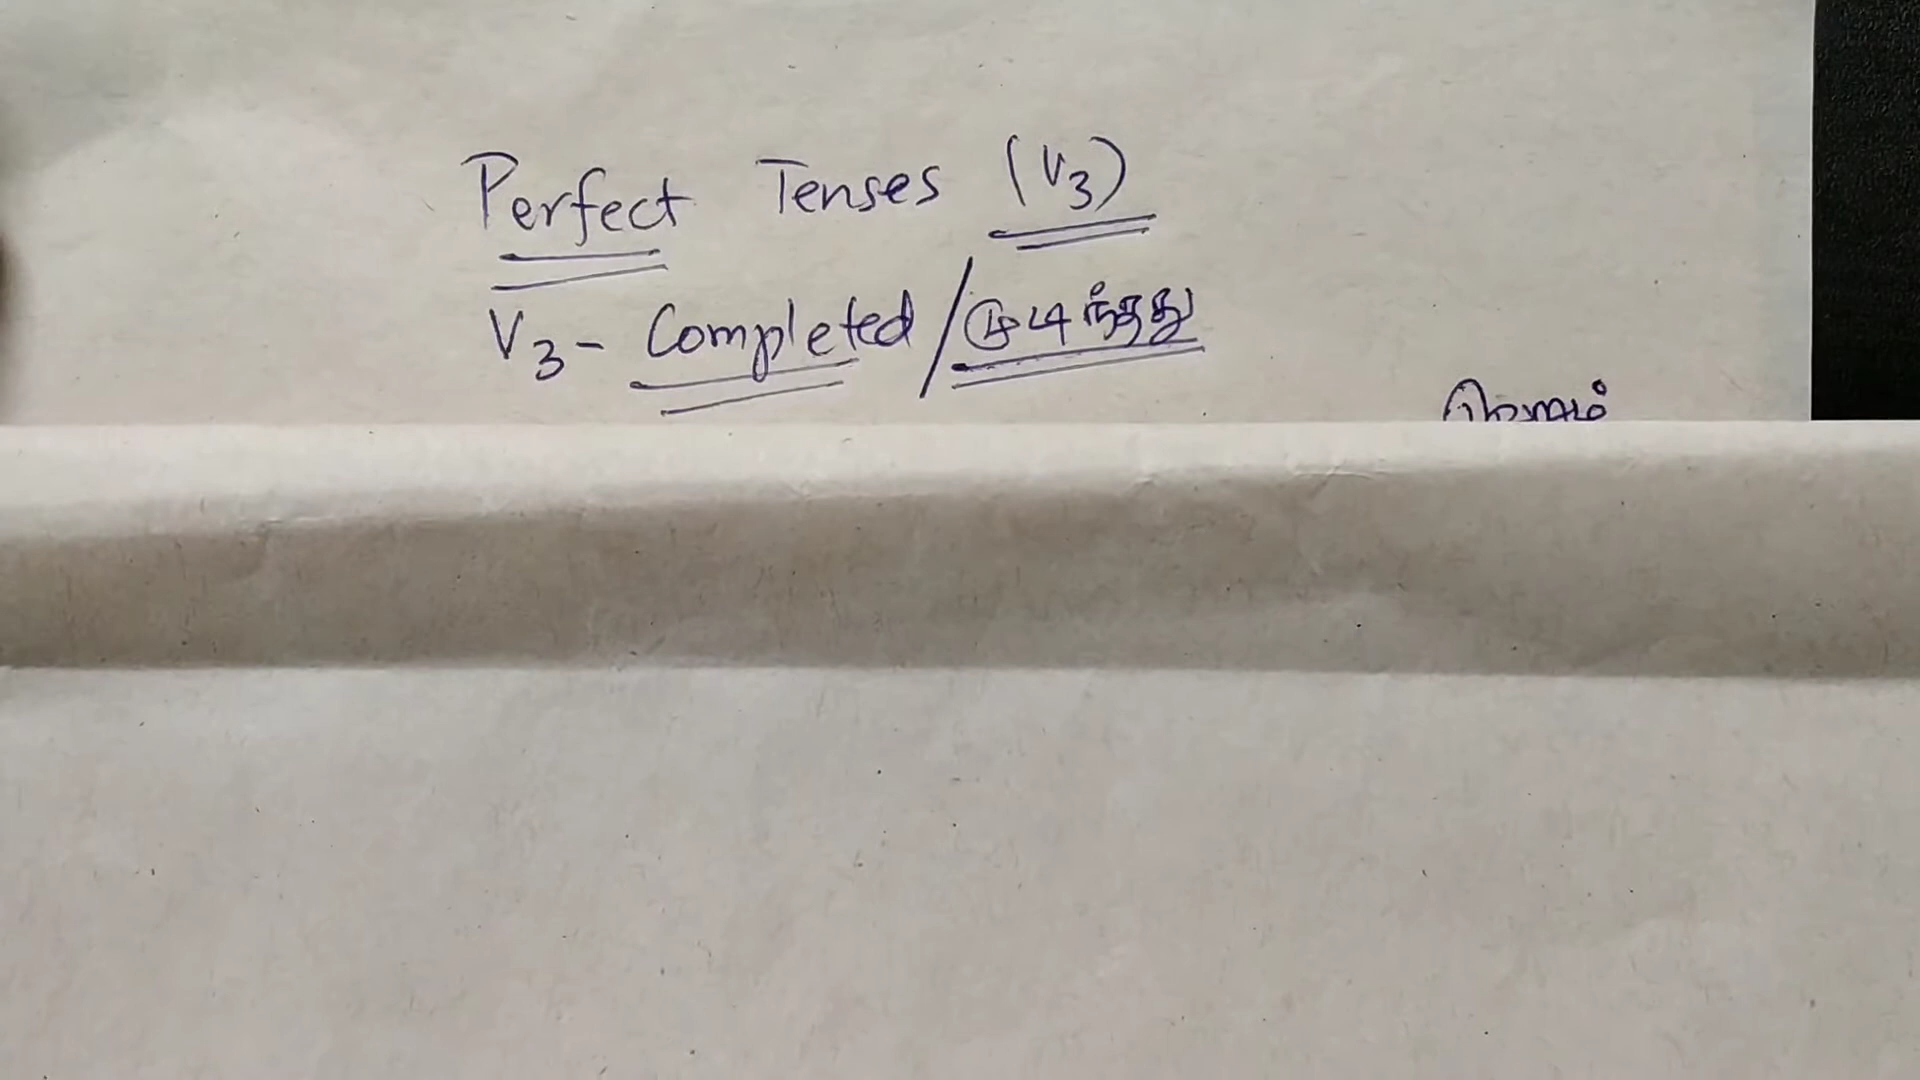 Perfect Tenses (V3)
V3 - Completed / முடிந்தது